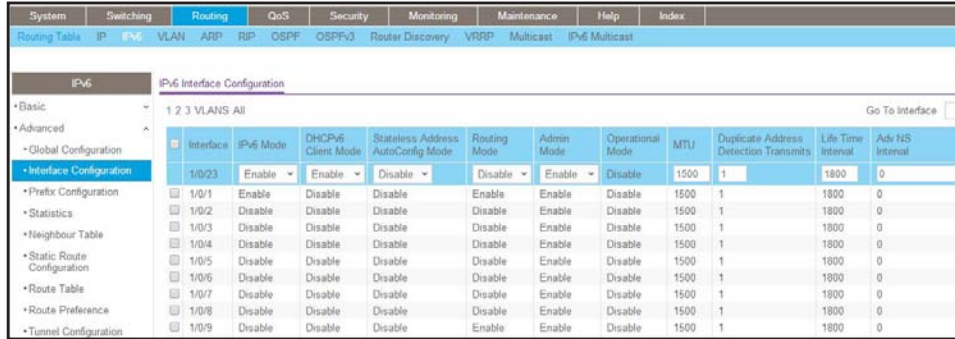 System Switching Routing QoS Security Monitoring Maintenance Help Index
Routing Table IP IPv6 VLAN ARP RIP OSPF OSPFv3 Router Discovery VRRP Multicast IPv6 Multicast
IPv6
•Basic
•Advanced
•Global Configuration
•Interface Configuration
•Prefix Configuration
•Statistics
•Neighbour Table
•Static Route
Configuration
•Route Table
•Route Preference
•Tunnel Configuration
IPv6 Interface Configuration
1 2 3 VLANS All Go To Interface
Interface IPv6 Mode DHCPv6 Client Mode Stateless Address AutoConfig Mode Routing Mode Admin Mode Operational Mode MTU Duplicate Address Detection Transmits Life Time Interval Adv NS Interval
1/0/23 Enable Enable Disable Disable Enable Disable 1500 1 1800 0
1/0/1 Enable Disable Disable Enable Enable Disable 1500 1 1800 0
1/0/2 Disable Disable Disable Disable Enable Disable 1500 1 1800 0
1/0/3 Disable Disable Disable Disable Enable Disable 1500 1 1800 0
1/0/4 Disable Disable Disable Disable Enable Disable 1500 1 1800 0
1/0/5 Disable Disable Disable Disable Enable Disable 1500 1 1800 0
1/0/6 Disable Disable Disable Disable Enable Disable 1500 1 1800 0
1/0/7 Disable Disable Disable Disable Enable Disable 1500 1 1800 0
1/0/8 Disable Disable Disable Disable Enable Disable 1500 1 1800 0
1/0/9 Disable Disable Disable Enable Enable Disable 1500 1 1800 0